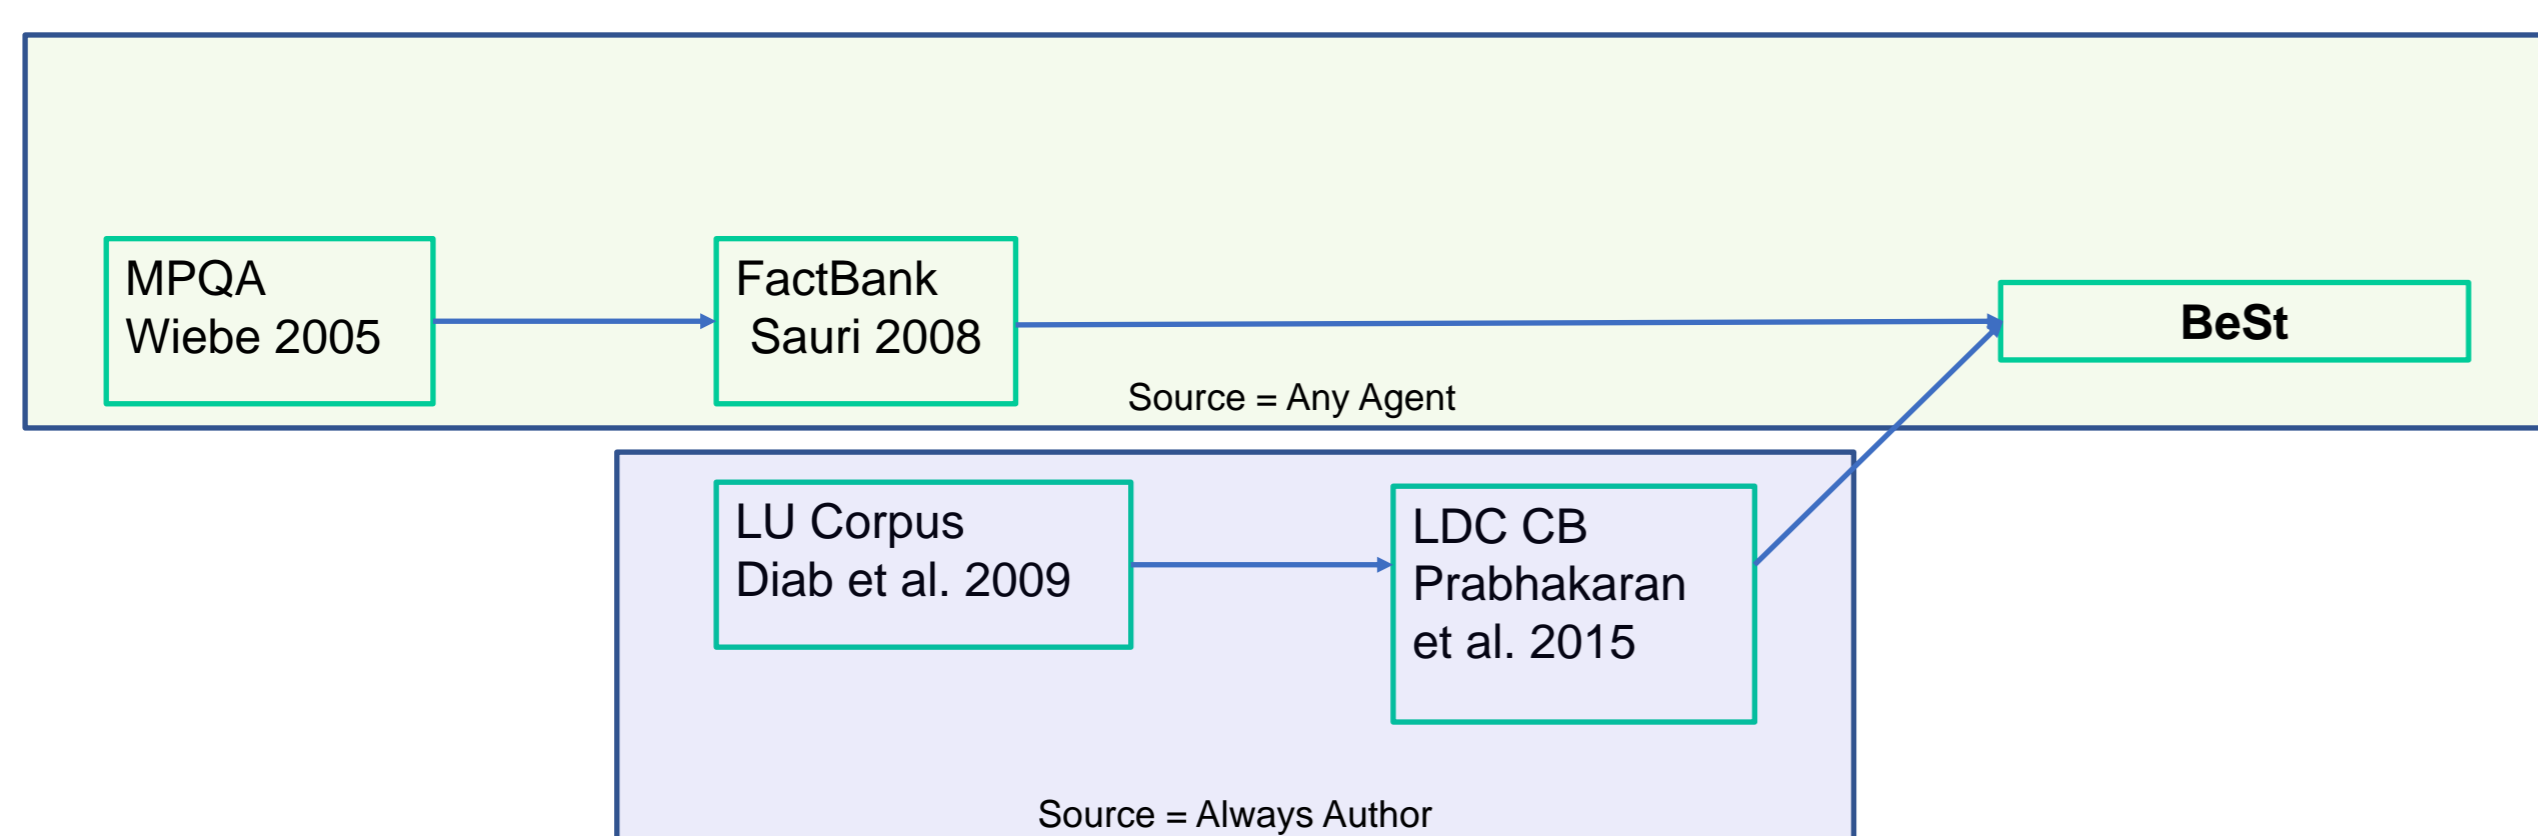 MPQA
Wiebe 2005
FactBank
Sauri 2008
BeSt
Source = Any Agent
LU Corpus
Diab et al. 2009
LDC CB
Prabhakaran
et al. 2015
Source = Always Author